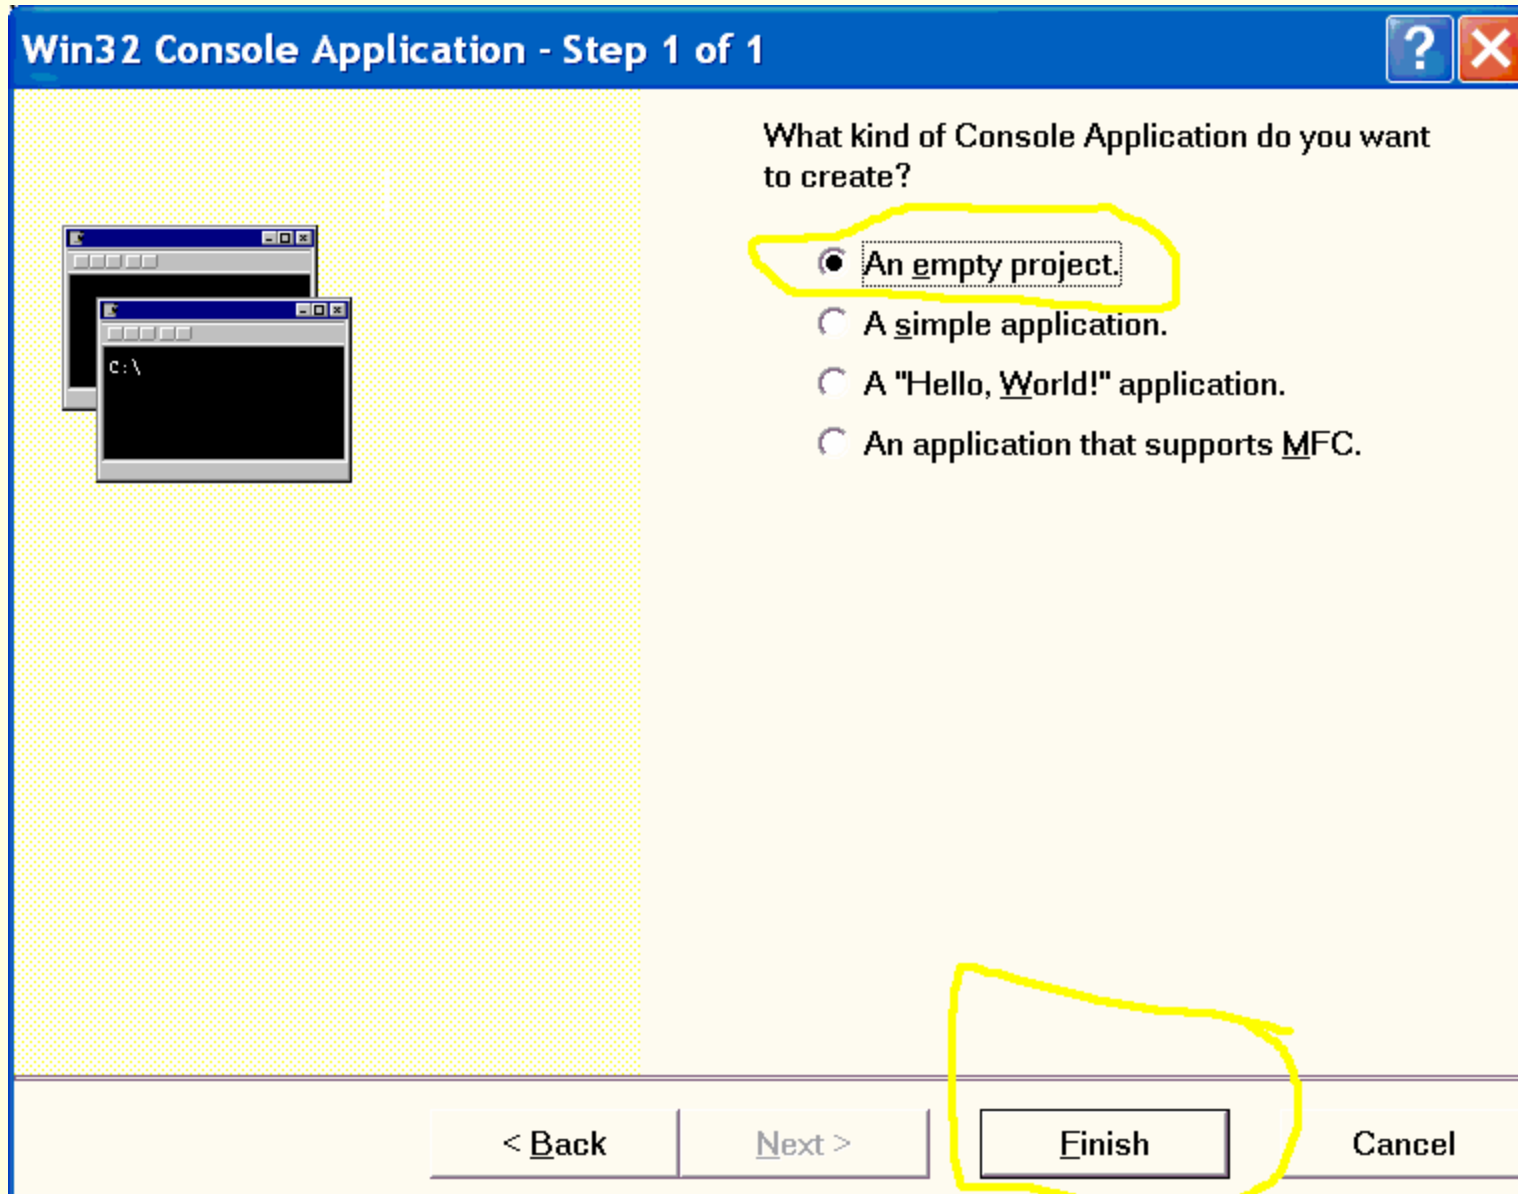 Win32 Console Application - Step 1 of 1
?
What kind of Console Application do you want
to create?
An empty project.
A simple application.
A "Hello, World!" application.
An application that supports MFC.
C:\
< Back
Next >
Finish
Cancel